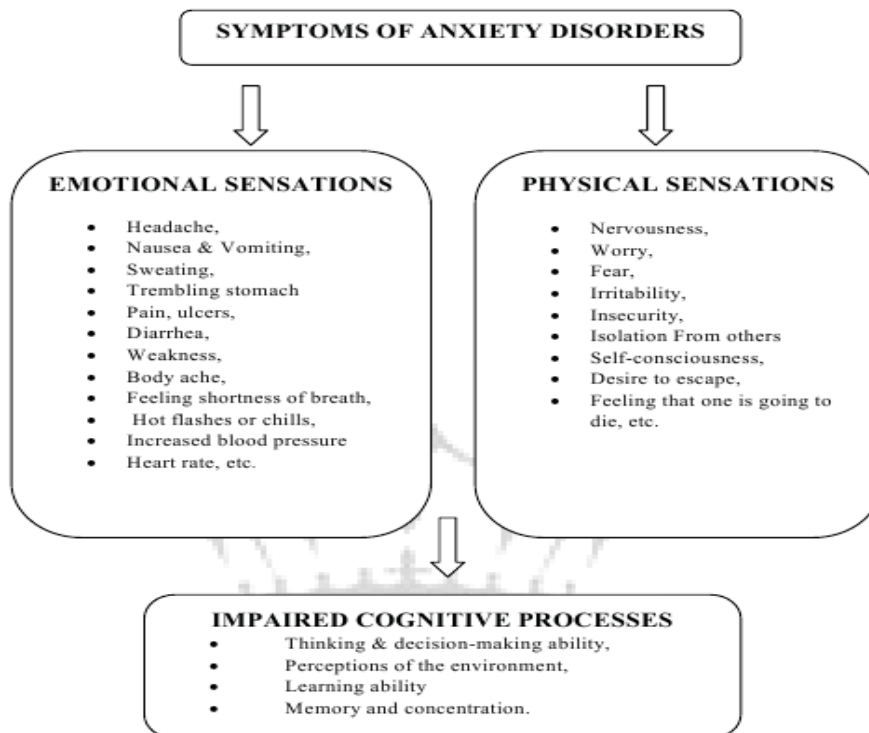 SYMPTOMS OF ANXIETY DISORDERS
EMOTIONAL SENSATIONS
• Headache,
• Nausea & Vomiting,
• Sweating,
• Trembling stomach
• Pain, ulcers,
• Diarrhea,
• Weakness,
• Body ache,
• Feeling shortness of breath,
• Hot flashes or chills,
• Increased blood pressure
• Heart rate, etc.
PHYSICAL SENSATIONS
• Nervousness,
• Worry,
• Fear,
• Irritability,
• Insecurity,
• Isolation From others
• Self-consciousness,
• Desire to escape,
• Feeling that one is going to
die, etc.
IMPAIRED COGNITIVE PROCESSES
• Thinking & decision-making ability,
• Perceptions of the environment,
• Learning ability
• Memory and concentration.